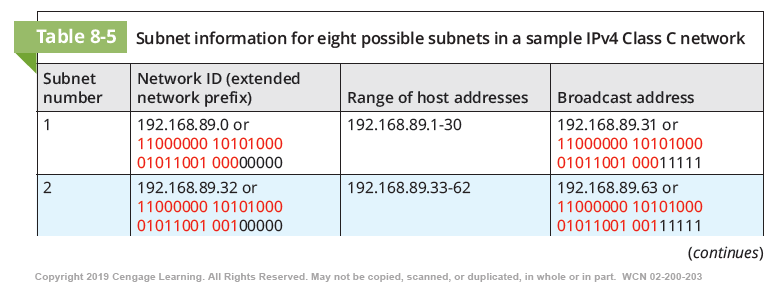 Table 8-5 Subnet information for eight possible subnets in a sample IPv4 Class C network
Subnet number Network ID (extended network prefix) Range of host addresses Broadcast address
1 192.168.89.0 or 192.168.89.1-30 192.168.89.31 or
11000000 10101000 11000000 10101000
01011001 00000000 01011001 00011111
2 192.168.89.32 or 192.168.89.33-62 192.168.89.63 or
11000000 10101000 11000000 10101000
01011001 00100000 01011001 00111111
(continues)
Copyright 2019 Cengage Learning. All Rights Reserved. May not be copied, scanned, or duplicated, in whole or in part. WCN 02-200-203